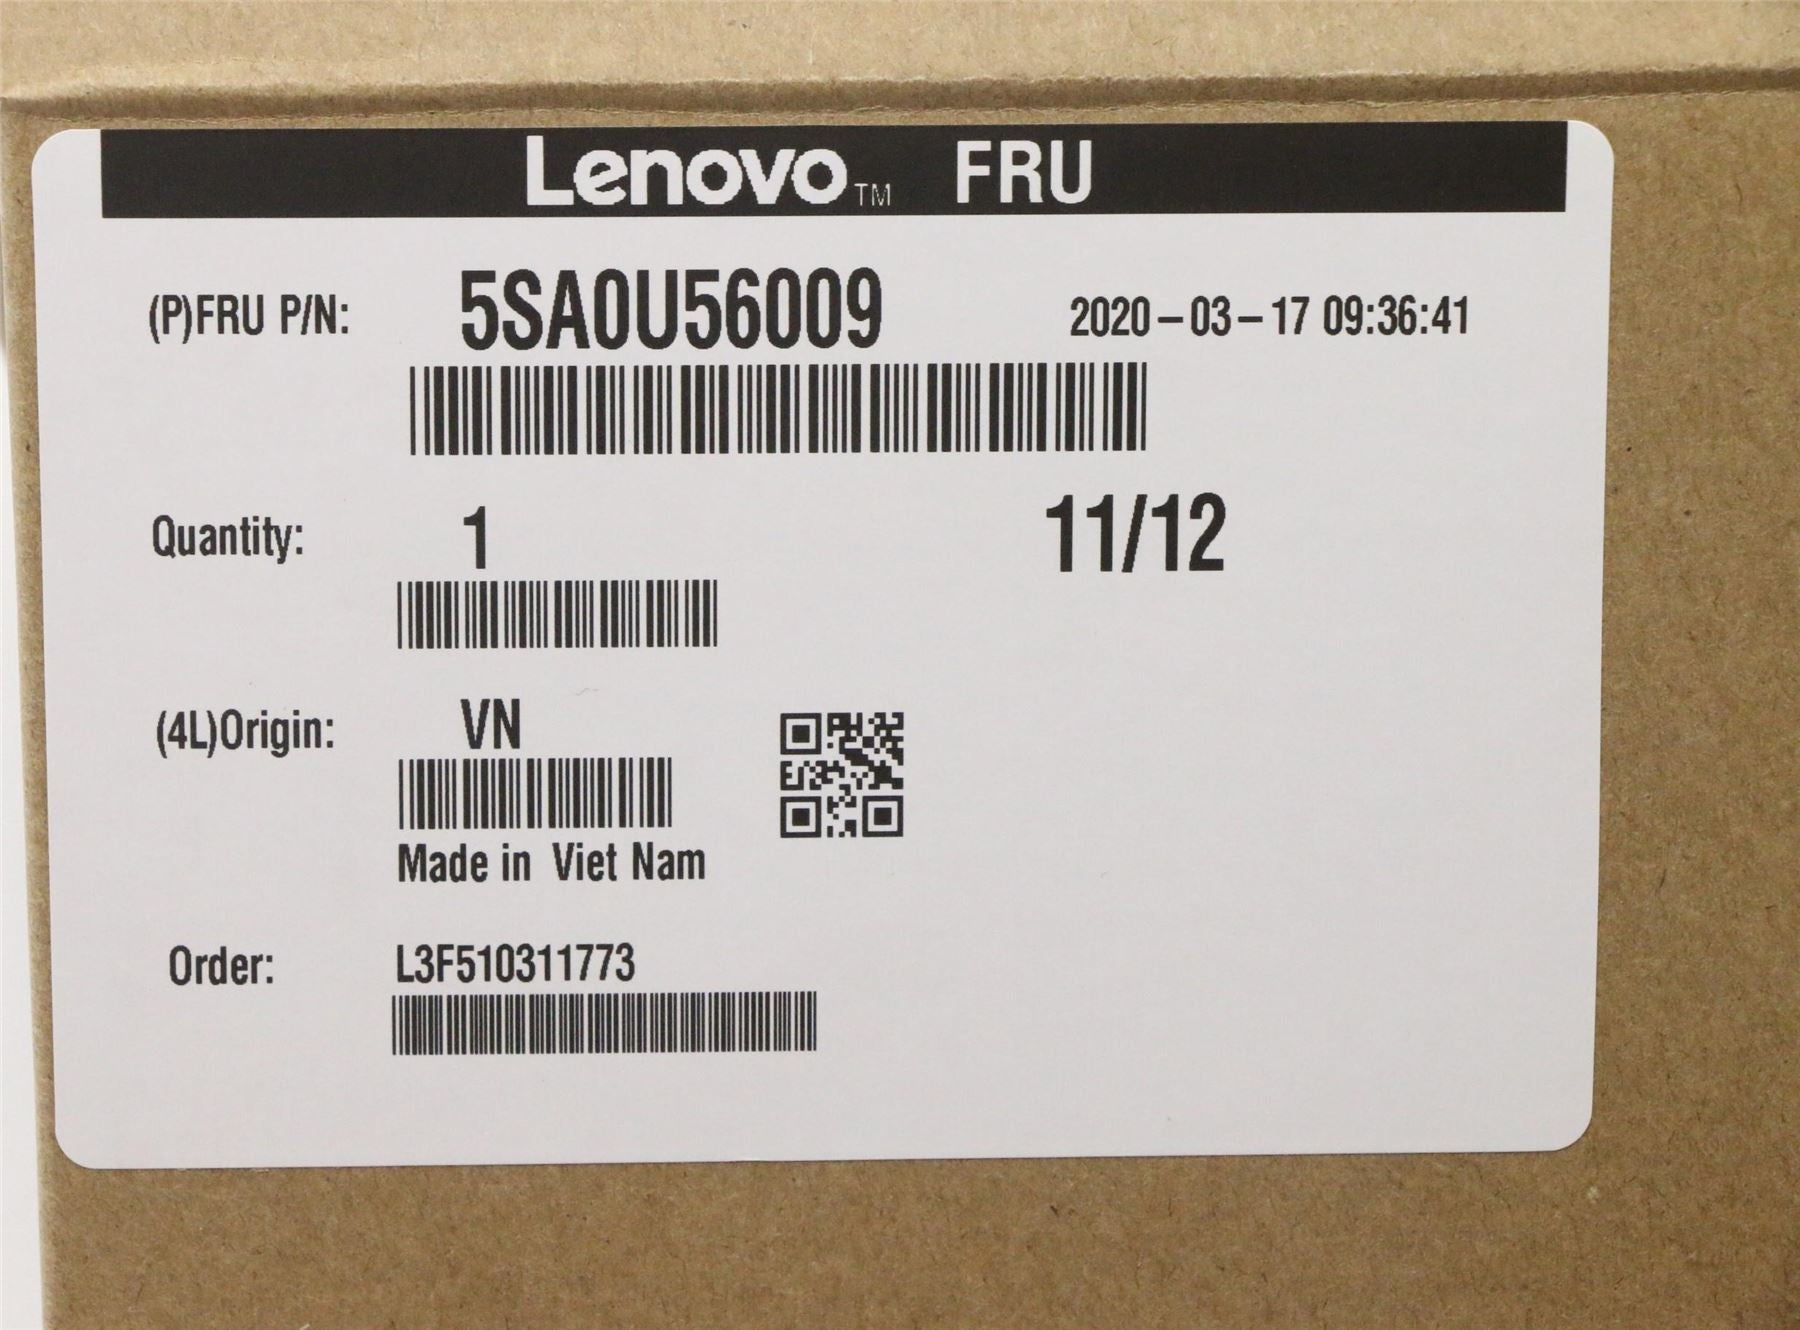 Lenovo™ FRU
(P)FRU P/N: 5SA0U56009 2020-03-17 09:36:41
Quantity: 1 11/12
(4L)Origin: VN
Made in Viet Nam
Order: L3F510311773